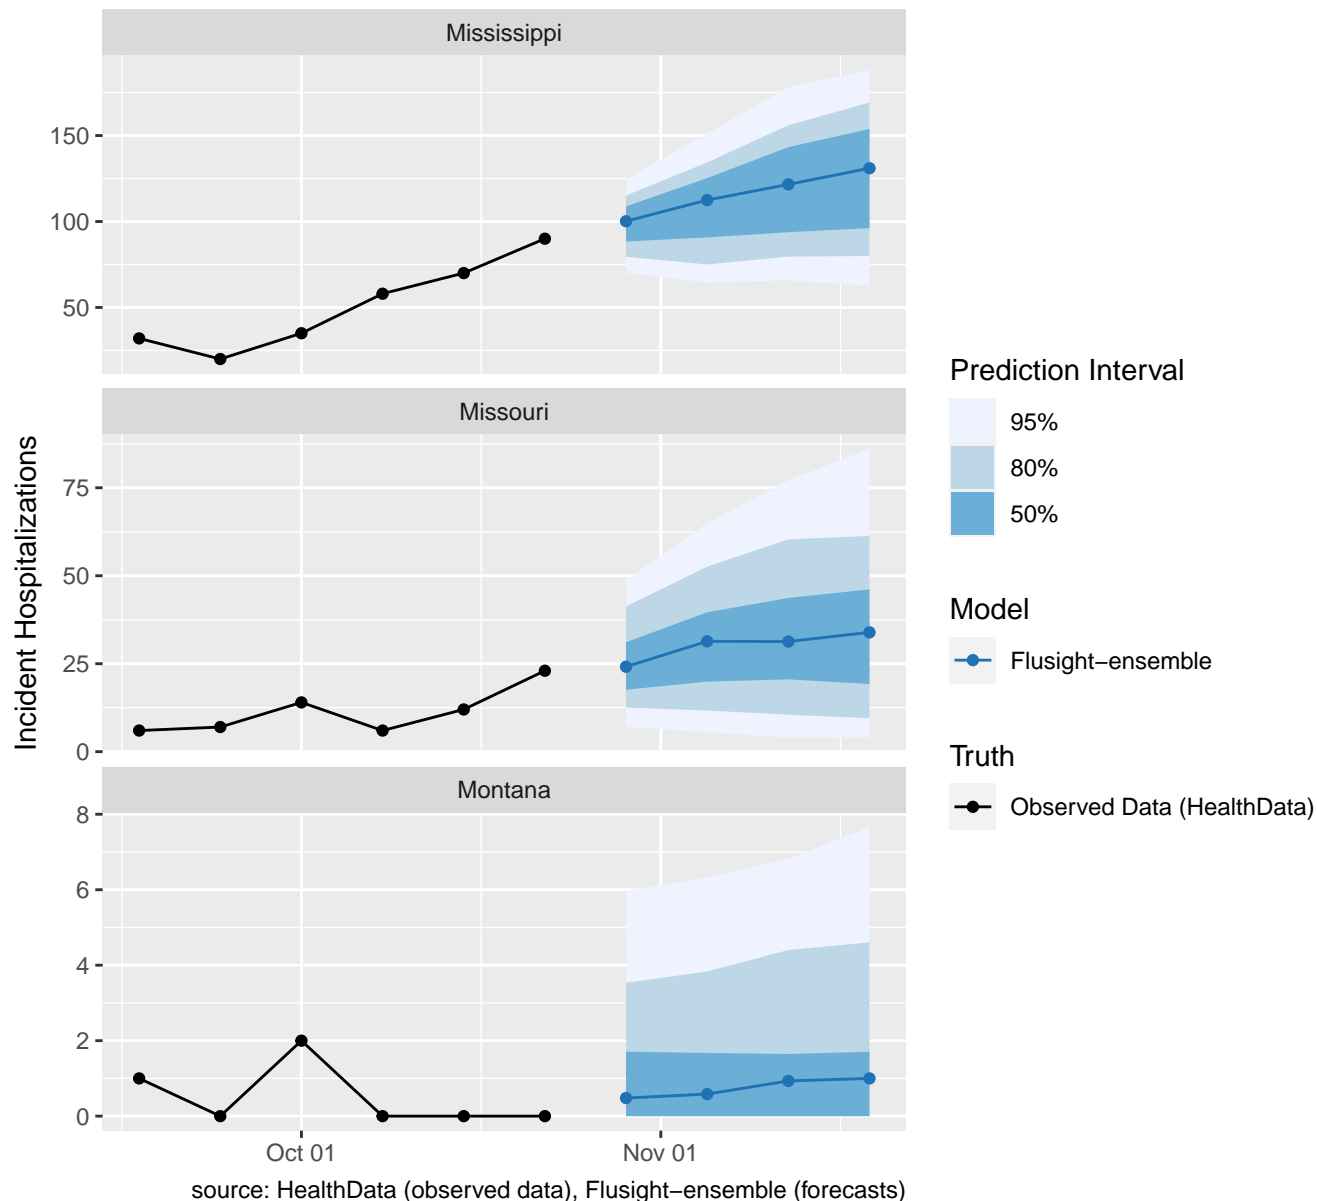 Mississippi
150
100
50
Missouri
75
50
25
0
Montana
8
6
4
2
0
Oct 01
Nov 01
Incident Hospitalizations
source: HealthData (observed data), Flusight−ensemble (forecasts)
Prediction Interval
95%
80%
50%
Model
Flusight−ensemble
Truth
Observed Data (HealthData)